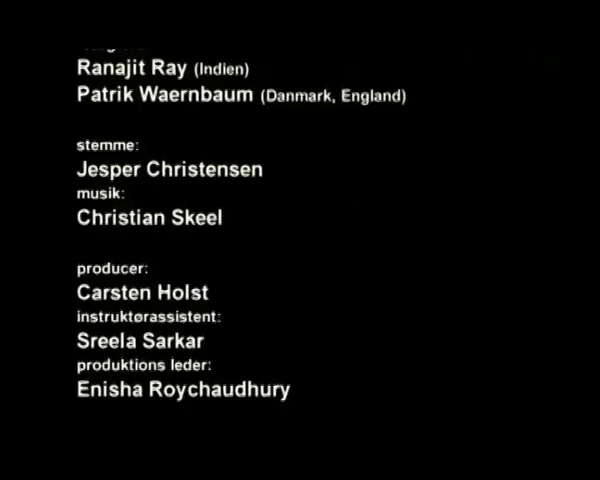 Ranajit Ray (Indien)
Patrik Waernbaum (Danmark, England)
stemme:
Jesper Christensen
musik:
Christian Skeel
producer:
Carsten Holst
instruktørassistent:
Sreela Sarkar
produktions leder:
Enisha Roychaudhury